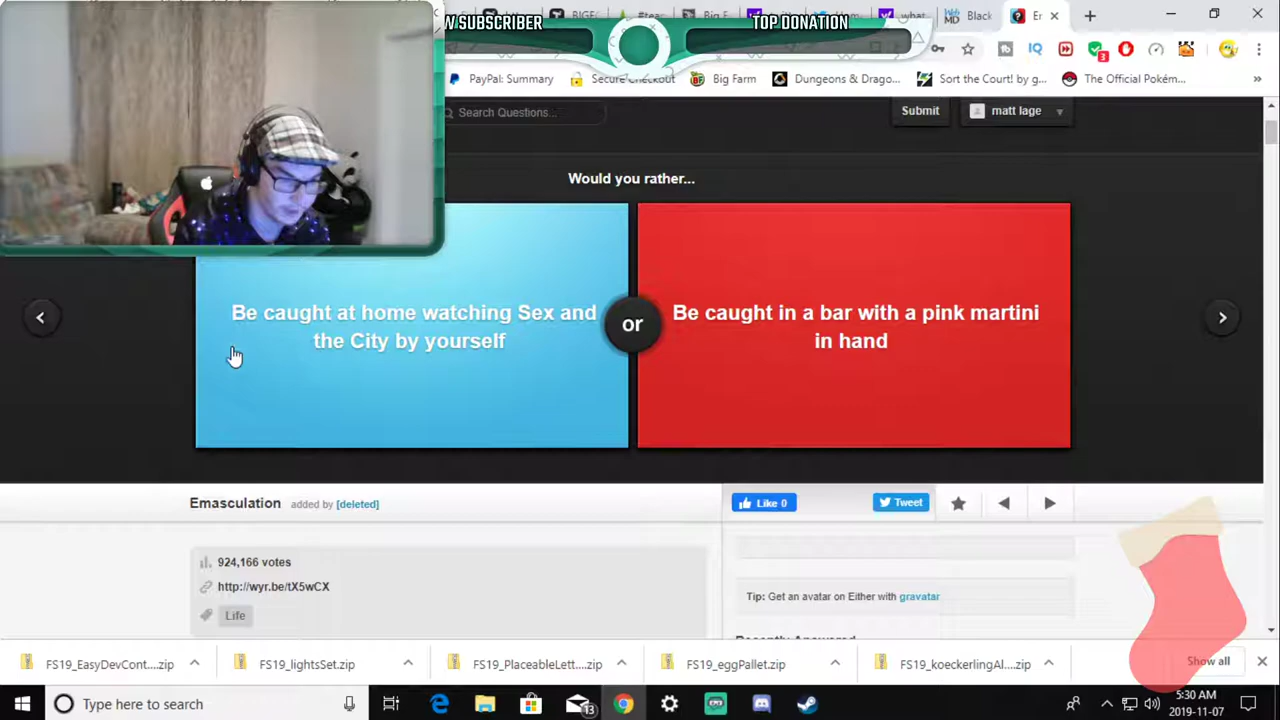 W SUBSCRIBER
TOP DONATION
Black
PayPal: Summary
Secure Checkout
Big Farm
Dungeons & Drago...
Sort the Court! by g...
The Official Pokém...
»
Search Questions...
Submit
matt lage
Would you rather...
Be caught at home watching Sex and
the City by yourself
or
Be caught in a bar with a pink martini
in hand
Emasculation added by [deleted]
Like 0
Tweet
924,166 votes
http://wyr.be/tX5wCX
Life
Tip: Get an avatar on Either with gravatar
FS19_EasyDevCont....zip
FS19_lightsSet.zip
FS19_PlaceableLett....zip
FS19_eggPallet.zip
FS19_koeckerlingAl....zip
Show all
Type here to search
13
5:30 AM
2019-11-07